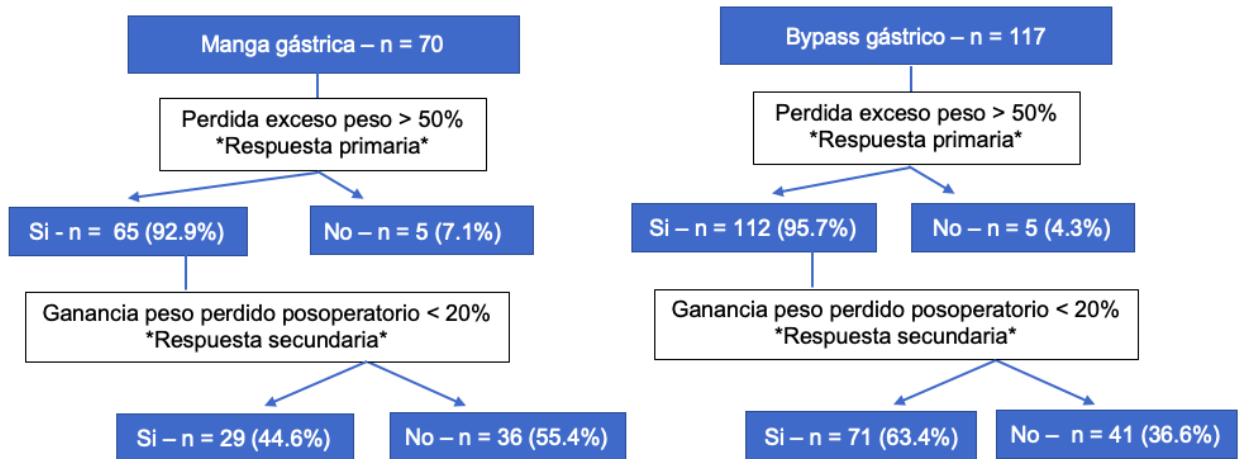 Manga gástrica – n = 70
Perdida exceso peso > 50%
*Respuesta primaria*
Si - n =  65 (92.9%)
No – n = 5 (7.1%)
Ganancia peso perdido posoperatorio < 20%
*Respuesta secundaria*
Si – n = 29 (44.6%)
No – n = 36 (55.4%)
Bypass gástrico – n = 117
Perdida exceso peso > 50%
*Respuesta primaria*
Si – n = 112 (95.7%)
No – n = 5 (4.3%)
Ganancia peso perdido posoperatorio < 20%
*Respuesta secundaria*
Si – n = 71 (63.4%)
No –  n = 41 (36.6%)